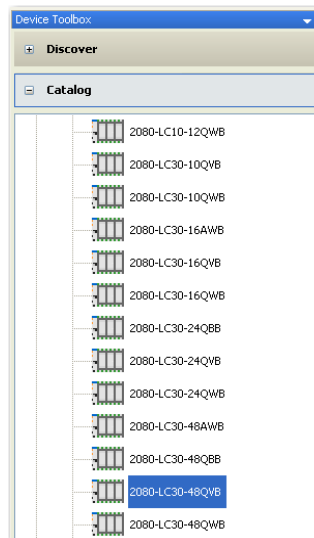 Device Toolbox
Discover
Catalog
2080-LC10-12QWB
2080-LC30-10QVB
2080-LC30-10QWB
2080-LC30-16AWB
2080-LC30-16QVB
2080-LC30-16QWB
2080-LC30-24QBB
2080-LC30-24QVB
2080-LC30-24QWB
2080-LC30-48AWB
2080-LC30-48QBB
2080-LC30-48QVB
2080-LC30-48QWB